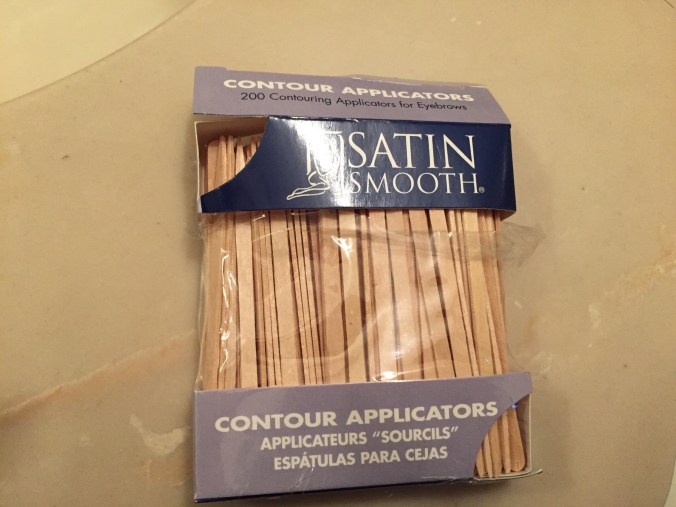 CONTOUR APPLICATORS
200 Contouring Applicators for Eyebrows
SATIN
SMOOTH®
CONTOUR APPLICATORS
APPLICATEURS "SOURCILS"
ESPÁTULAS PARA CEJAS